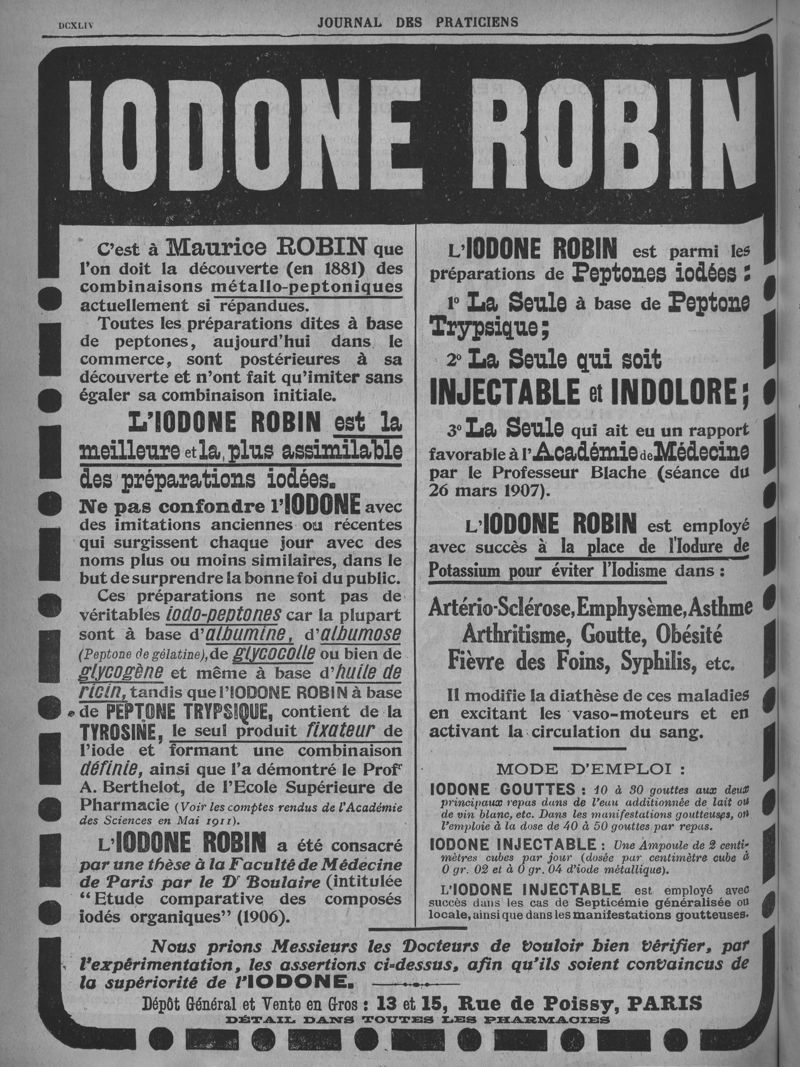 DCXLIV
JOURNAL DES PRATICIENS
IODONE ROBIN
C'est à Maurice ROBIN que
l'on doit la découverte (en 1881) des
combinaisons métallo-peptoniques
actuellement si répandues.
Toutes les préparations dites à base
de peptones, aujourd'hui dans le
commerce, sont postérieures à sa
découverte et n'ont fait qu'imiter sans
égaler sa combinaison initiale.
L'IODONE ROBIN est la
meilleure et la plus assimilable
des préparations iodées.
Ne pas confondre l'IODONE avec
des imitations anciennes ou récentes
qui surgissent chaque jour avec des
noms plus ou moins similaires, dans le
but de surprendre la bonne foi du public.
Ces préparations ne sont pas de
véritables iodo-peptones car la plupart
sont à base d'albumine, d'albumose
(Peptone de gélatine), de glycocolle ou bien de
glycogène et même à base d'huile de
ricin, tandis que l'IODONE ROBIN à base
de PEPTONE TRYPSIQUE, contient de la
TYROSINE, le seul produit fixateur de
l'iode et formant une combinaison
définie, ainsi que l'a démontré le Profr
A. Berthelot, de l'Ecole Supérieure de
Pharmacie (Voir les comptes rendus de l'Académie
des Sciences en Mai 1911).
L'IODONE ROBIN a été consacré
par une thèse à la Faculté de Médecine
de Paris par le Dr Boulaire (intitulée
“Etude comparative des composés
iodés organiques” (1906).
L'IODONE ROBIN est parmi les
préparations de Peptones iodées :
1º La Seule à base de Peptone
Trypsique;
2º La Seule qui soit
INJECTABLE et INDOLORE;
3º La Seule qui ait eu un rapport
favorable à l'Académie de Médecine
par le Professeur Blache (séance du
26 mars 1907).
L'IODONE ROBIN est employé
avec succès à la place de l'Iodure de
Potassium pour éviter l'Iodisme dans :
Artério-Sclérose, Emphysème, Asthme
Arthritisme, Goutte, Obésité
Fièvre des Foins, Syphilis, etc.
Il modifie la diathèse de ces maladies
en excitant les vaso-moteurs et en
activant la circulation du sang.
MODE D'EMPLOI :
IODONE GOUTTES : 10 à 30 gouttes aux deux
principaux repas dans de l'eau additionnée de lait ou
de vin blanc, etc. Dans les manifestations goutteuses, on
l'emploie à la dose de 40 à 50 gouttes par repas.
IODONE INJECTABLE : Une Ampoule de 2 centi-
mètres cubes par jour (dosée par centimètre cube à
0 gr. 02 et à 0 gr. 04 d'iode métallique).
L'IODONE INJECTABLE est employé avec
succès dans les cas de Septicémie généralisée ou
locale, ainsi que dans les manifestations goutteuses.
Nous prions Messieurs les Docteurs de vouloir bien vérifier, par
l'expérimentation, les assertions ci-dessus, afin qu'ils soient convaincus de
la supériorité de l'IODONE.
Dépôt Général et Vente en Gros : 13 et 15, Rue de Poissy, PARIS
DÉTAIL DANS TOUTES LES PHARMACIES